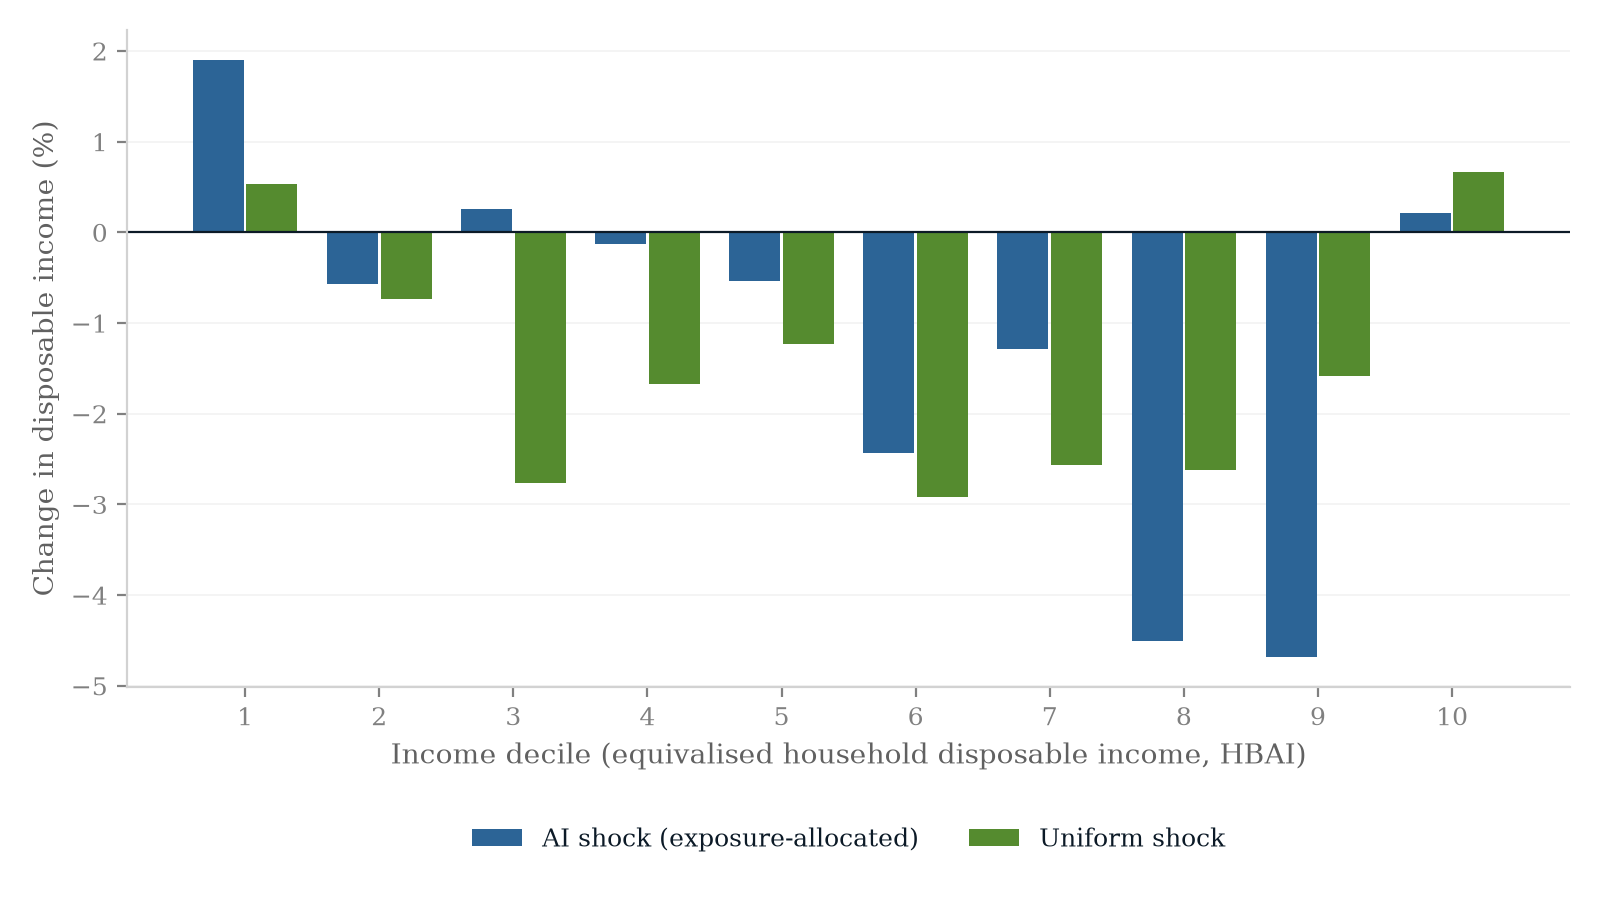 Change in disposable income (%)
2
1
0
−1
−2
−3
−4
−5
1 2 3 4 5 6 7 8 9 10
Income decile (equivalised household disposable income, HBAI)
AI shock (exposure-allocated) Uniform shock